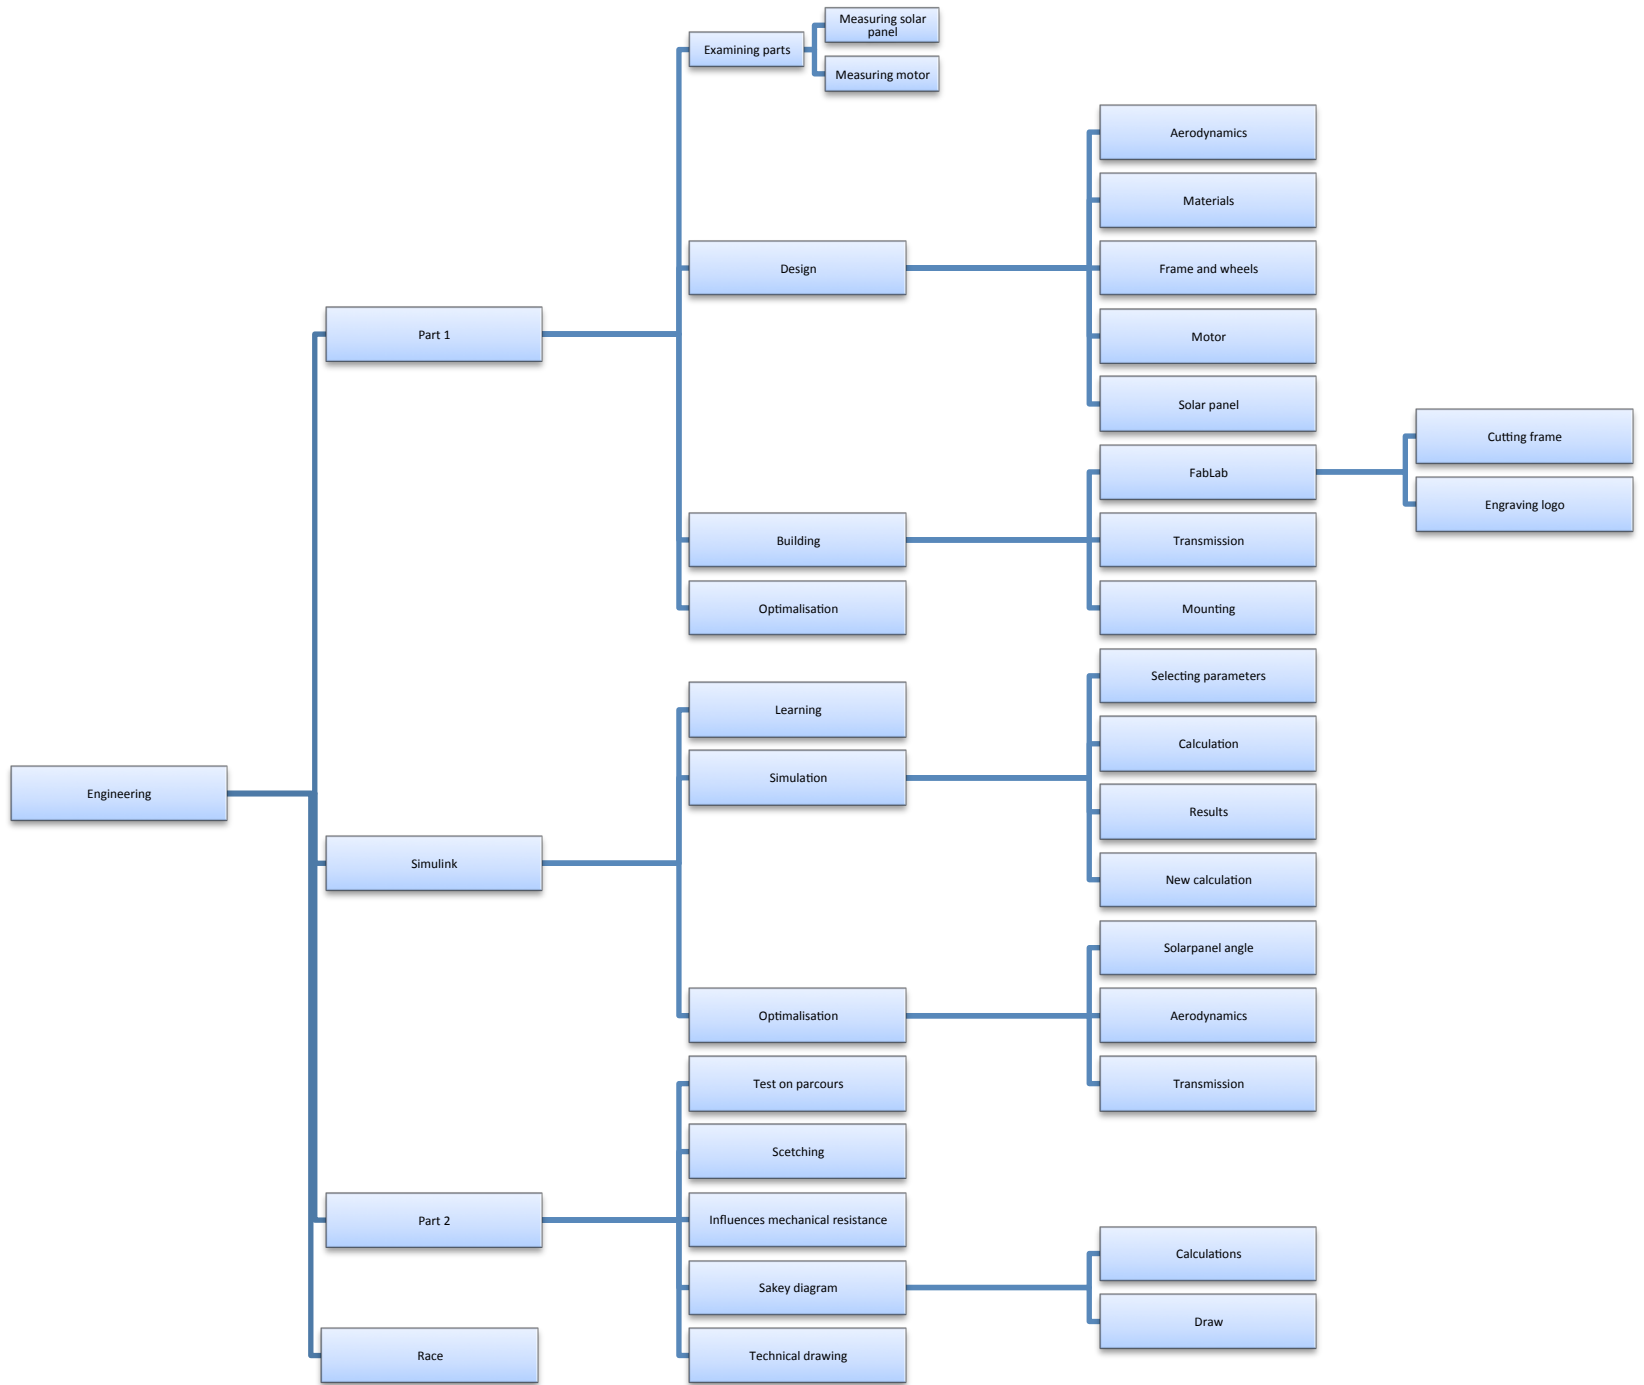 Engineering
Part 1
Examining parts
Measuring solar
panel
Measuring motor
Design
Aerodynamics
Materials
Frame and wheels
Motor
Solar panel
Building
FabLab
Cutting frame
Engraving logo
Transmission
Mounting
Optimalisation
Simulink
Learning
Simulation
Selecting parameters
Calculation
Results
New calculation
Optimalisation
Solarpanel angle
Aerodynamics
Transmission
Part 2
Test on parcours
Scetching
Influences mechanical resistance
Sakey diagram
Calculations
Draw
Technical drawing
Race